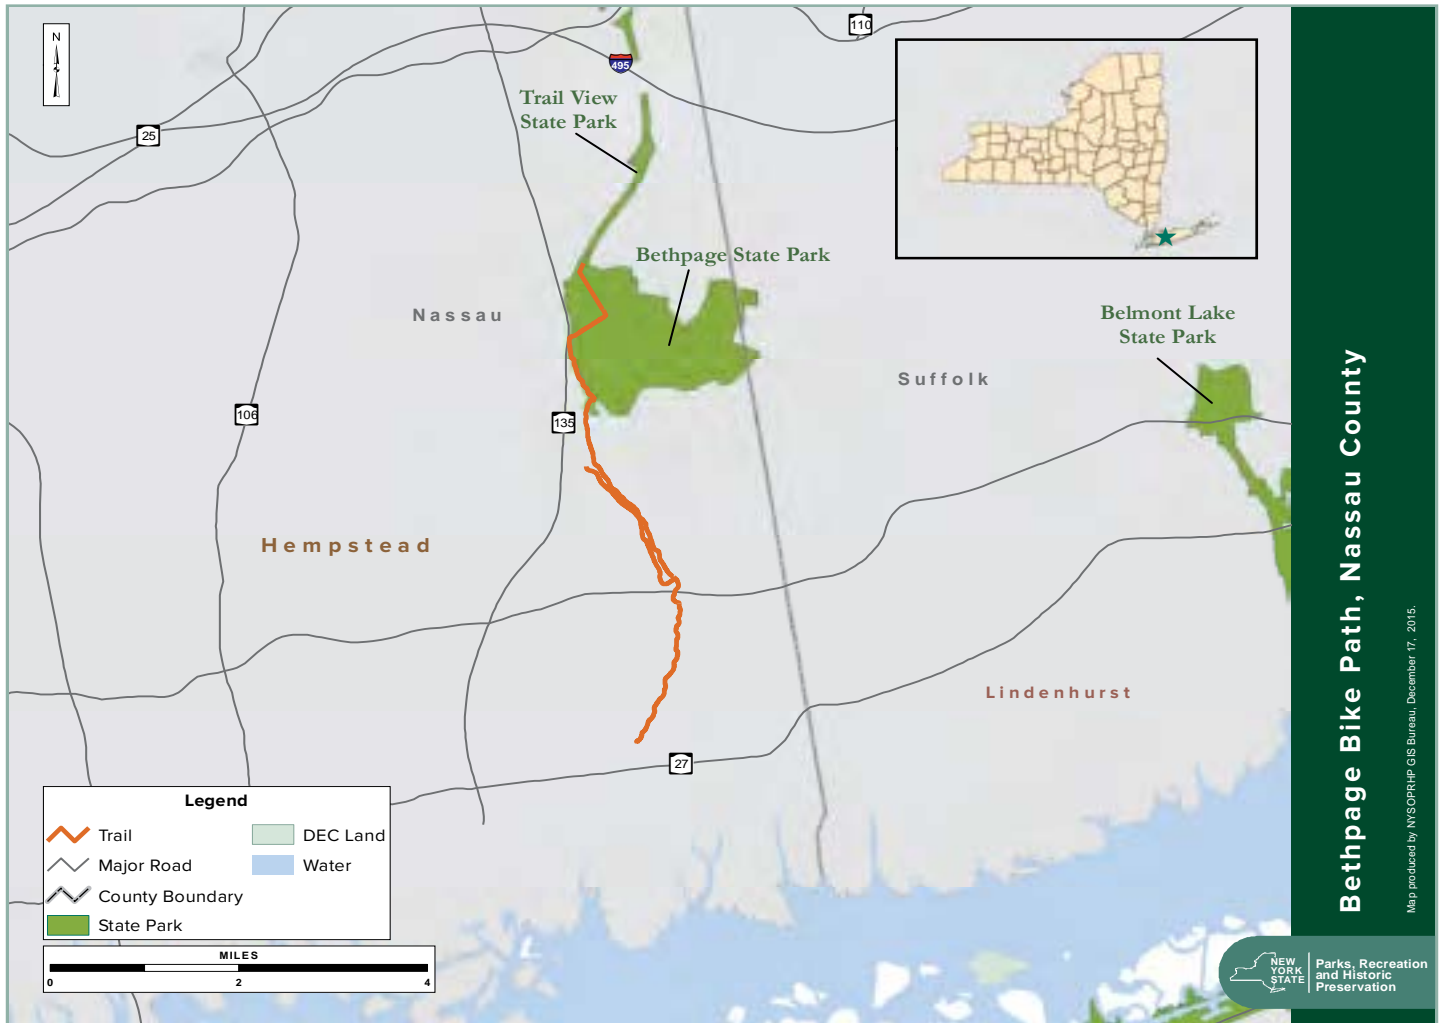 N
110
495
25
Trail View
State Park
Bethpage State Park
Nassau
Belmont Lake
State Park
Suffolk
106
135
Hempstead
Lindenhurst
27
Legend
Trail
DEC Land
Major Road
Water
County Boundary
State Park
MILES
0 2 4
Bethpage Bike Path, Nassau County
Map produced by NYSOPRHP GIS Bureau, December 17, 2015.
NEW
YORK
STATE
Parks, Recreation
and Historic
Preservation